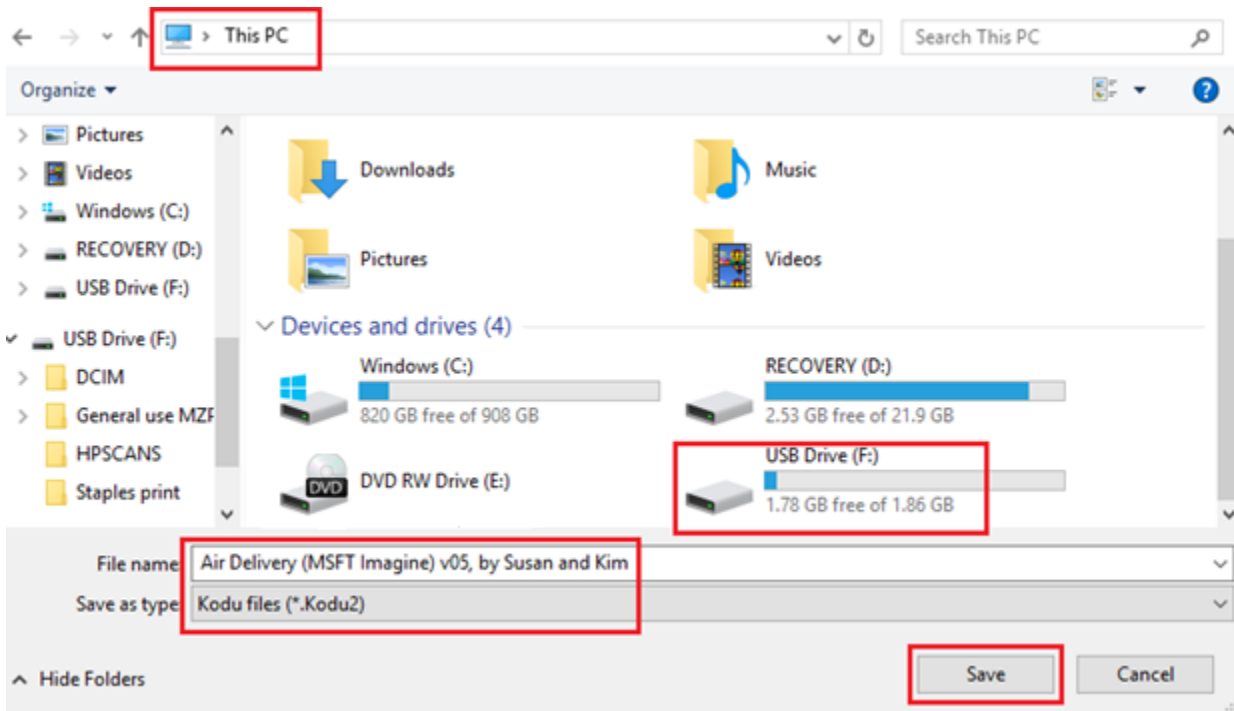 This PC
Search This PC
Organize
Pictures
Videos
Windows (C:)
RECOVERY (D:)
USB Drive (F:)
USB Drive (F:)
DCIM
General use MZP
HPSCANS
Staples print
Downloads
Music
Pictures
Videos
Devices and drives (4)
Windows (C:)
820 GB free of 908 GB
RECOVERY (D:)
2.53 GB free of 21.9 GB
DVD
DVD RW Drive (E:)
USB Drive (F:)
1.78 GB free of 1.86 GB
File name
Air Delivery (MSFT Imagine) v05, by Susan and Kim
Save as type
Kodu files (*.Kodu2)
Hide Folders
Save
Cancel